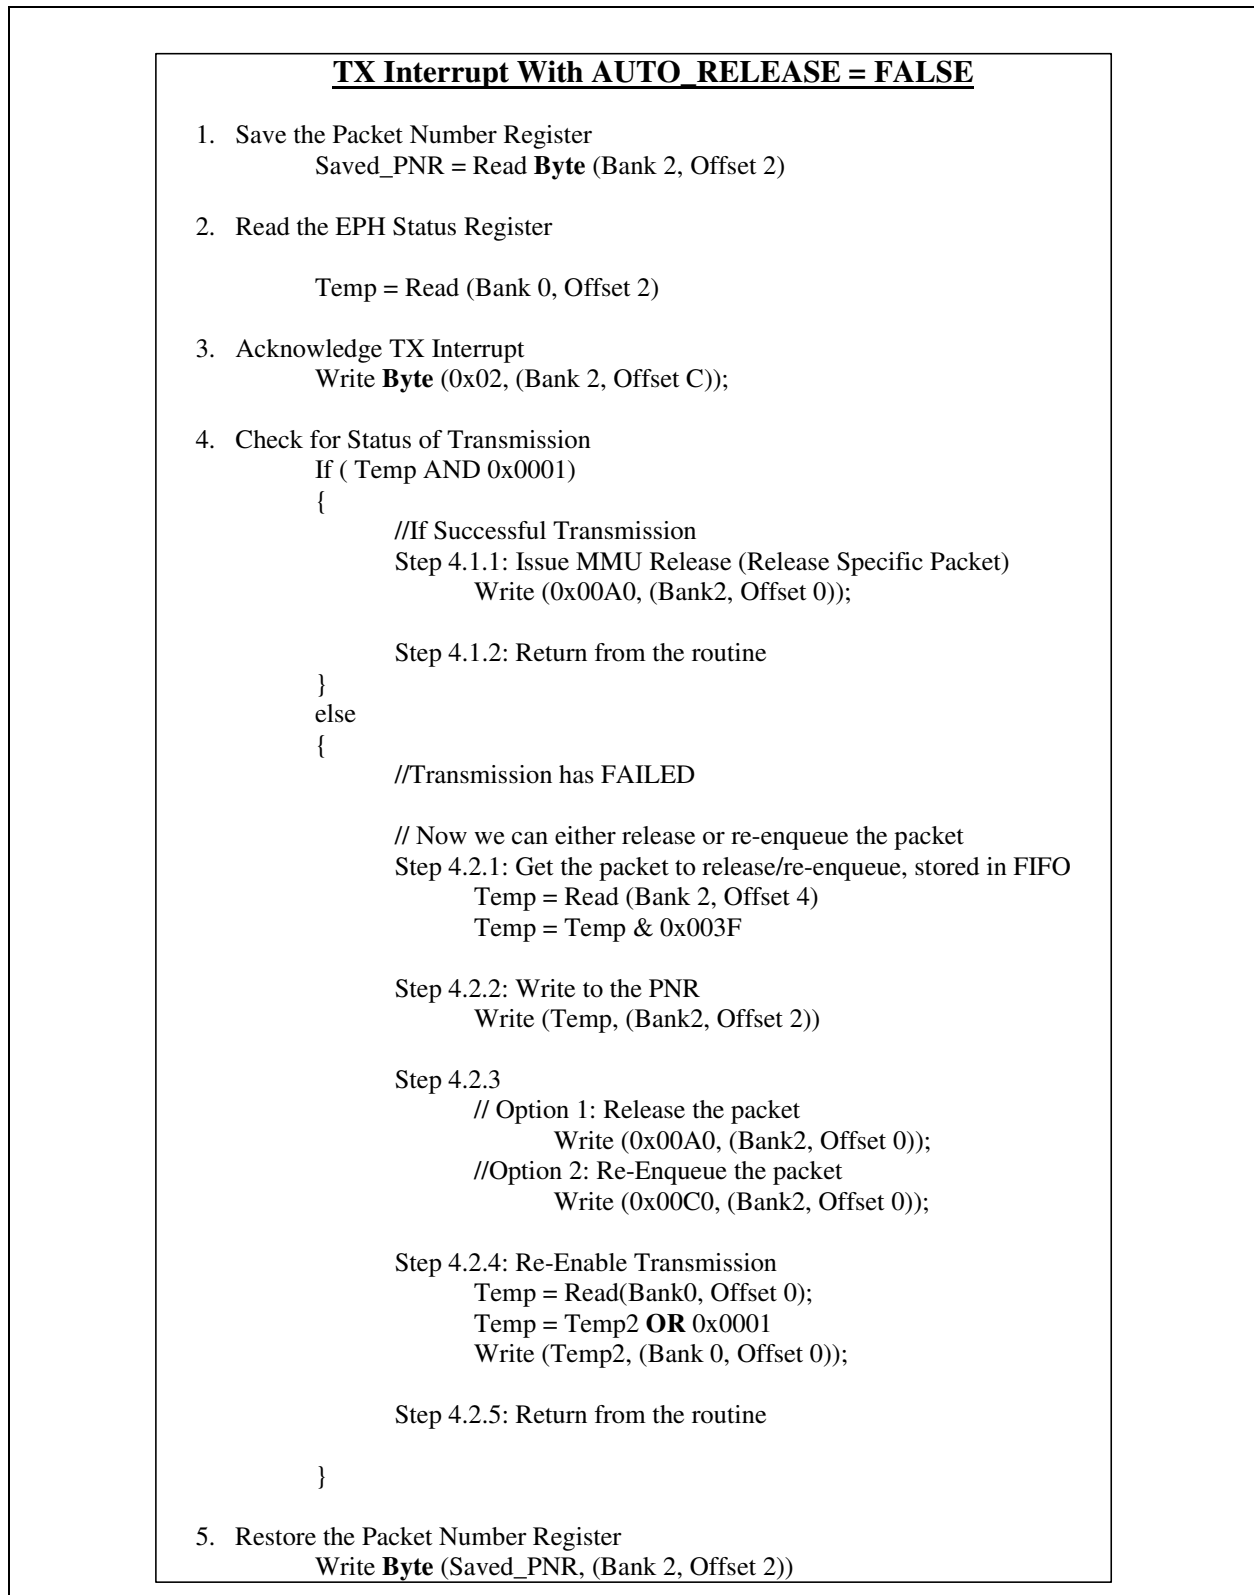 TX Interrupt With AUTO_RELEASE = FALSE
1. Save the Packet Number Register
Saved_PNR = Read Byte (Bank 2, Offset 2)
2. Read the EPH Status Register
Temp = Read (Bank 0, Offset 2)
3. Acknowledge TX Interrupt
Write Byte (0x02, (Bank 2, Offset C));
4. Check for Status of Transmission
If ( Temp AND 0x0001)
{
//If Successful Transmission
Step 4.1.1: Issue MMU Release (Release Specific Packet)
Write (0x00A0, (Bank2, Offset 0));
Step 4.1.2: Return from the routine
}
else
{
//Transmission has FAILED
// Now we can either release or re-enqueue the packet
Step 4.2.1: Get the packet to release/re-enqueue, stored in FIFO
Temp = Read (Bank 2, Offset 4)
Temp = Temp & 0x003F
Step 4.2.2: Write to the PNR
Write (Temp, (Bank2, Offset 2))
Step 4.2.3
// Option 1: Release the packet
Write (0x00A0, (Bank2, Offset 0));
//Option 2: Re-Enqueue the packet
Write (0x00C0, (Bank2, Offset 0));
Step 4.2.4: Re-Enable Transmission
Temp = Read(Bank0, Offset 0);
Temp = Temp2 OR 0x0001
Write (Temp2, (Bank 0, Offset 0));
Step 4.2.5: Return from the routine
}
5. Restore the Packet Number Register
Write Byte (Saved_PNR, (Bank 2, Offset 2))